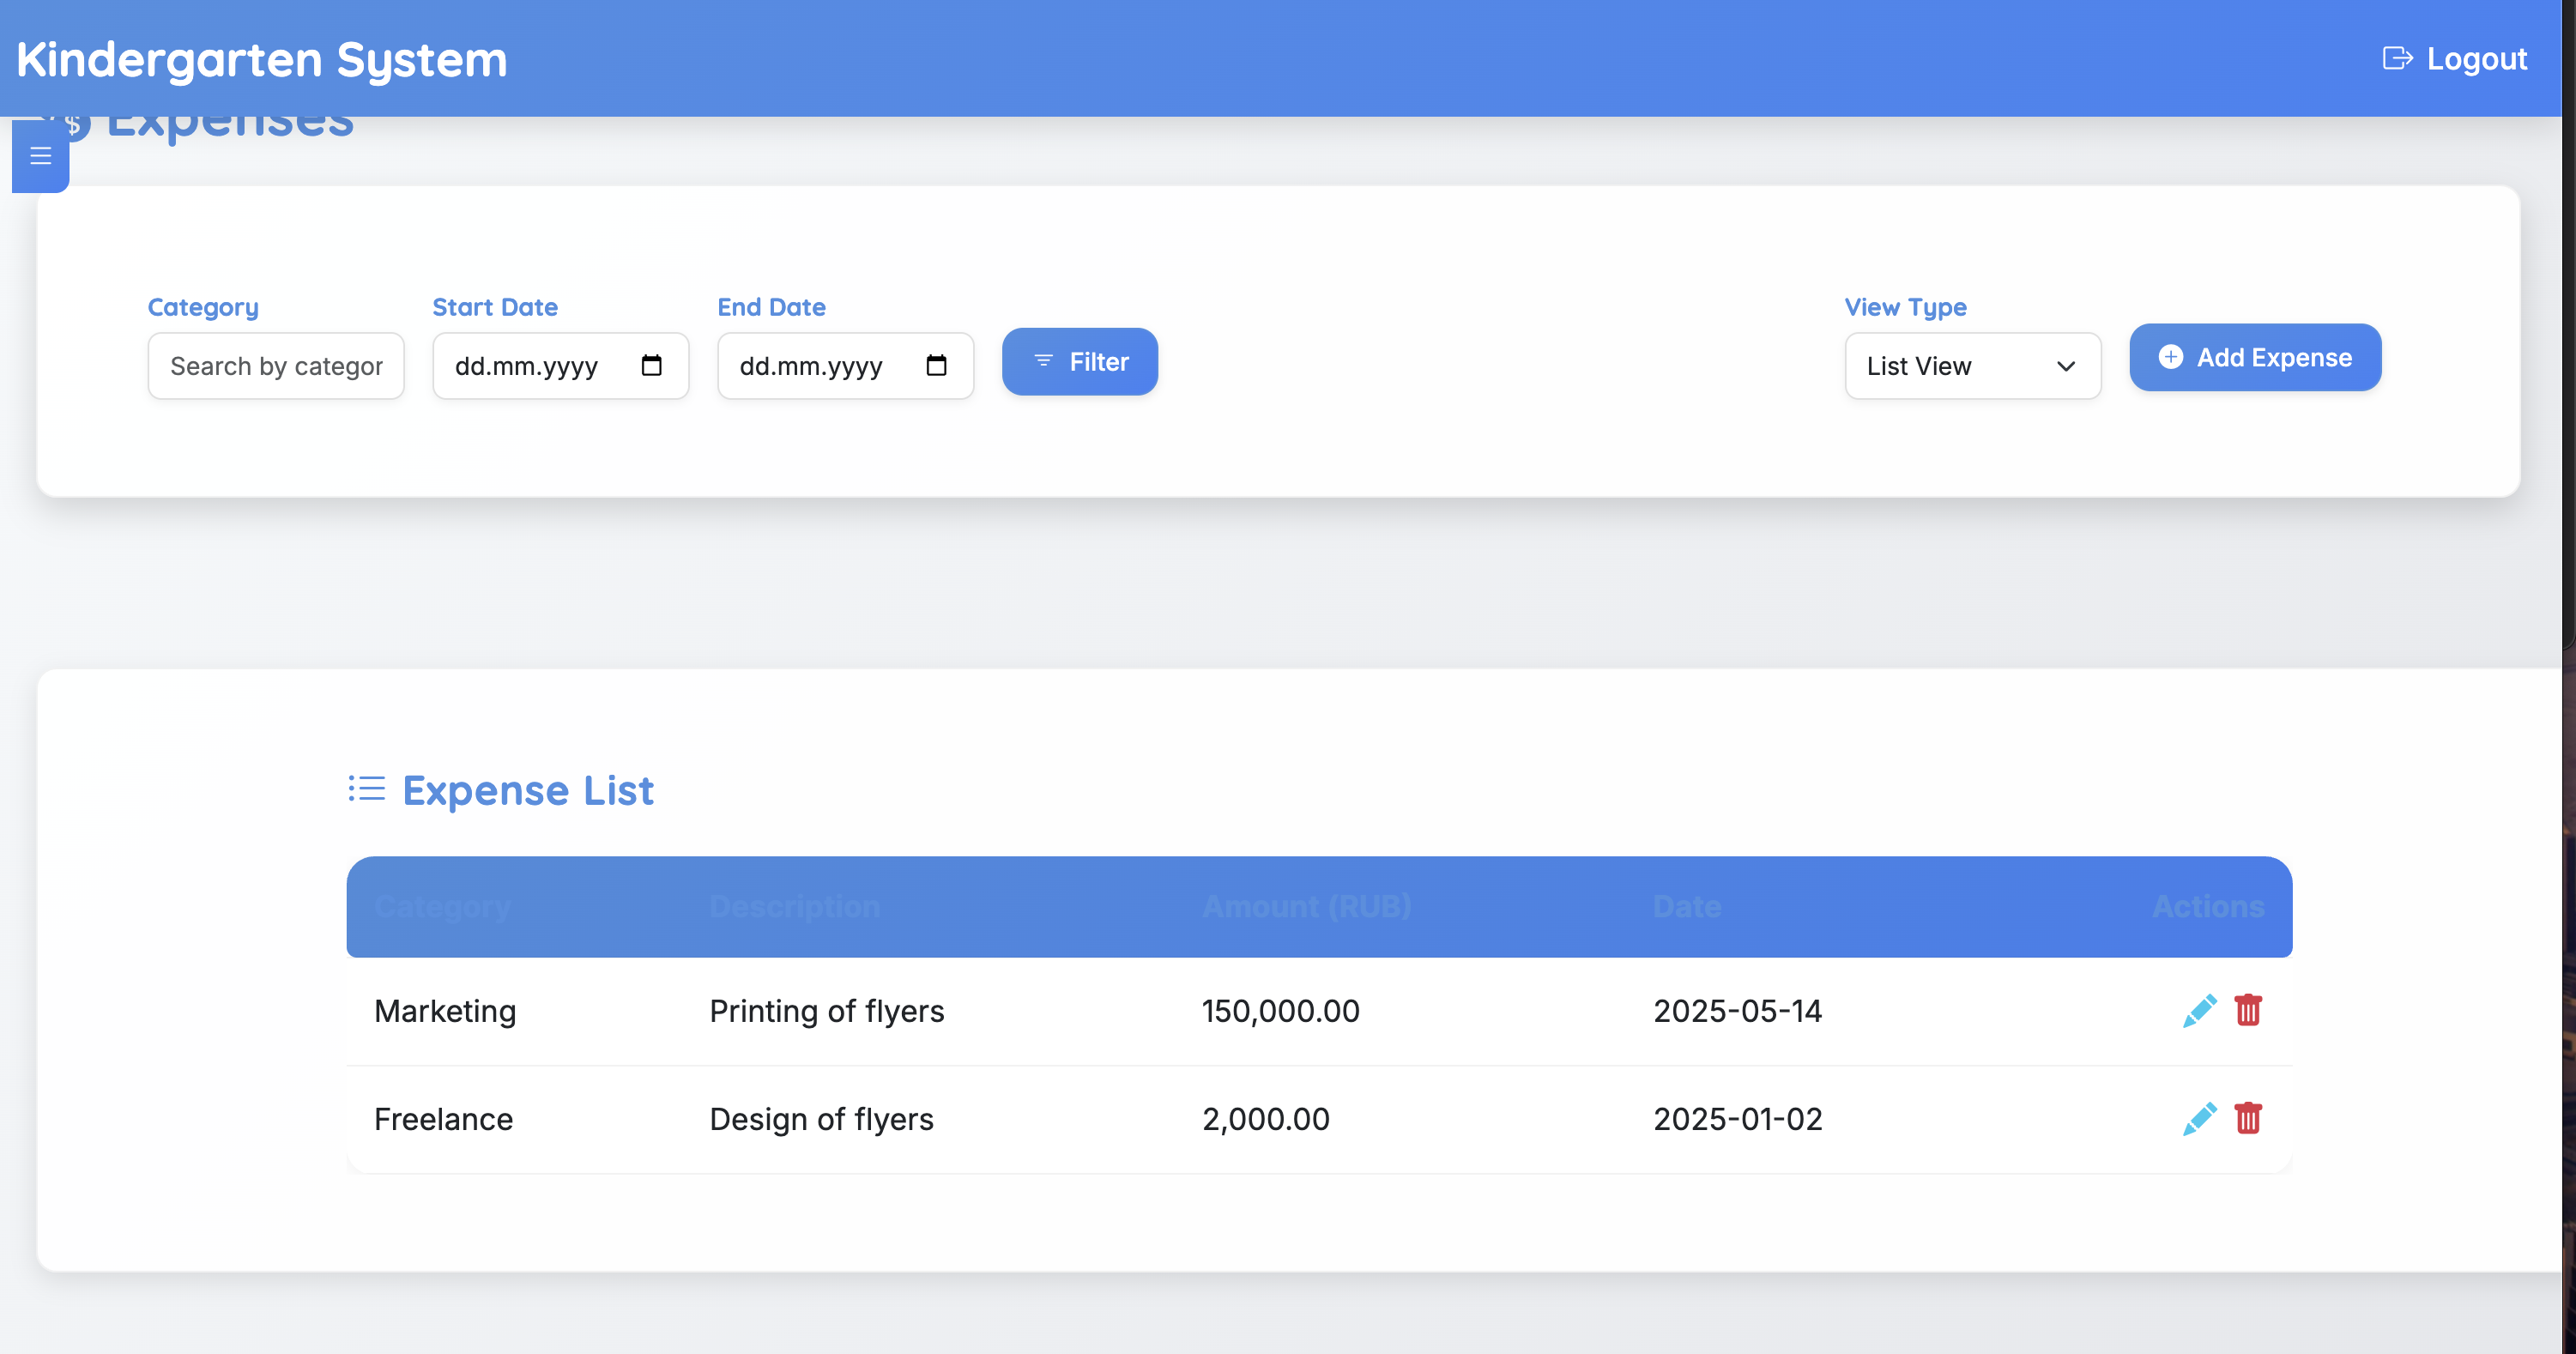 Kindergarten System
Logout
Expenses
Category
Start Date
End Date
View Type
Search by categor
dd.mm.yyyy
dd.mm.yyyy
Filter
List View
Add Expense
Expense List
Category Description Amount (RUB) Date Actions
Marketing Printing of flyers 150,000.00 2025-05-14
Freelance Design of flyers 2,000.00 2025-01-02